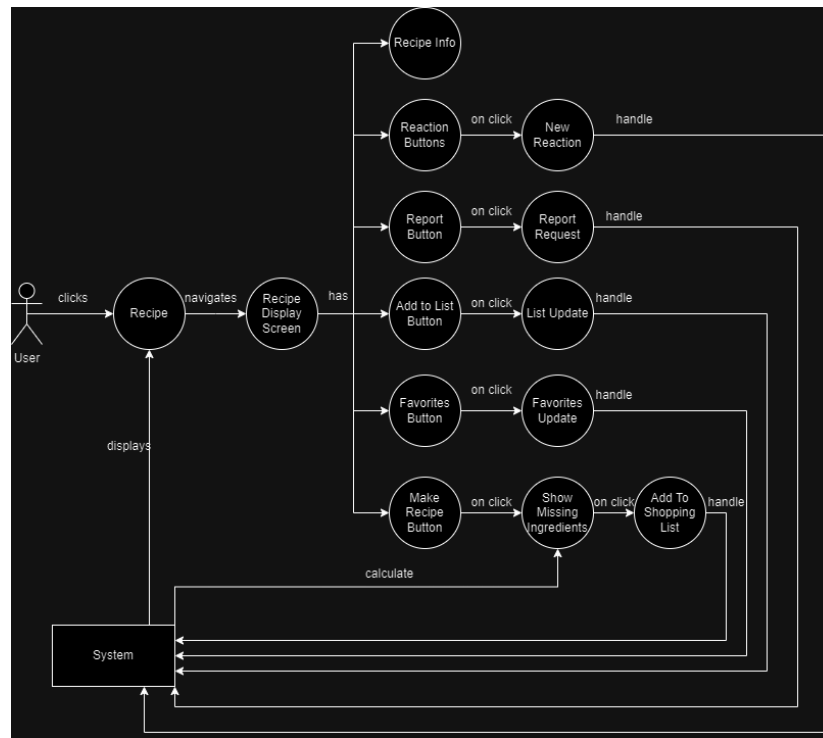 Recipe Info
Reaction
Buttons
on click
New
Reaction
handle
Report
Button
on click
Report
Request
handle
User
clicks
Recipe
navigates
Recipe
Display
Screen
has
Add to List
Button
on click
List Update
handle
Favorites
Button
on click
Favorites
Update
handle
displays
Make
Recipe
Button
on click
Show
Missing
Ingredients
on click
Add To
Shopping
List
handle
calculate
System